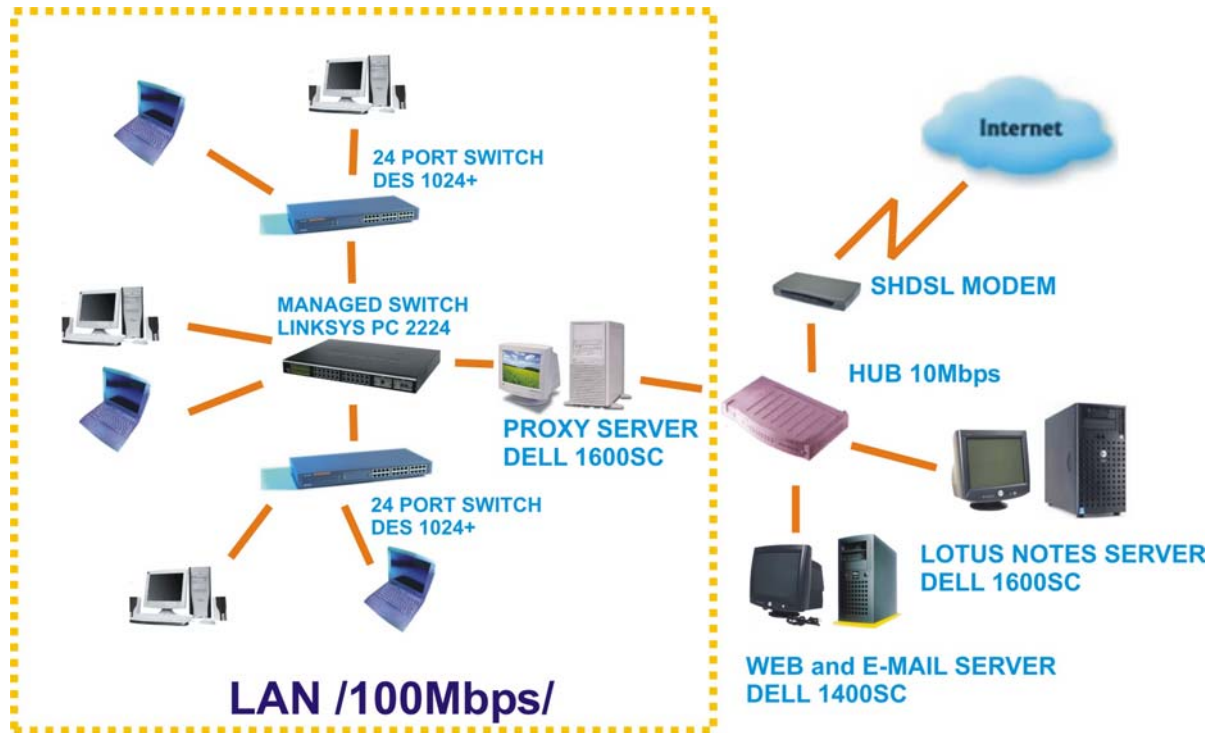 24 PORT SWITCH
DES 1024+
MANAGED SWITCH
LINKSYS PC 2224
PROXY SERVER
DELL 1600SC
24 PORT SWITCH
DES 1024+
LAN /100Mbps/
Internet
SHDSL MODEM
HUB 10Mbps
LOTUS NOTES SERVER
DELL 1600SC
WEB and E-MAIL SERVER
DELL 1400SC